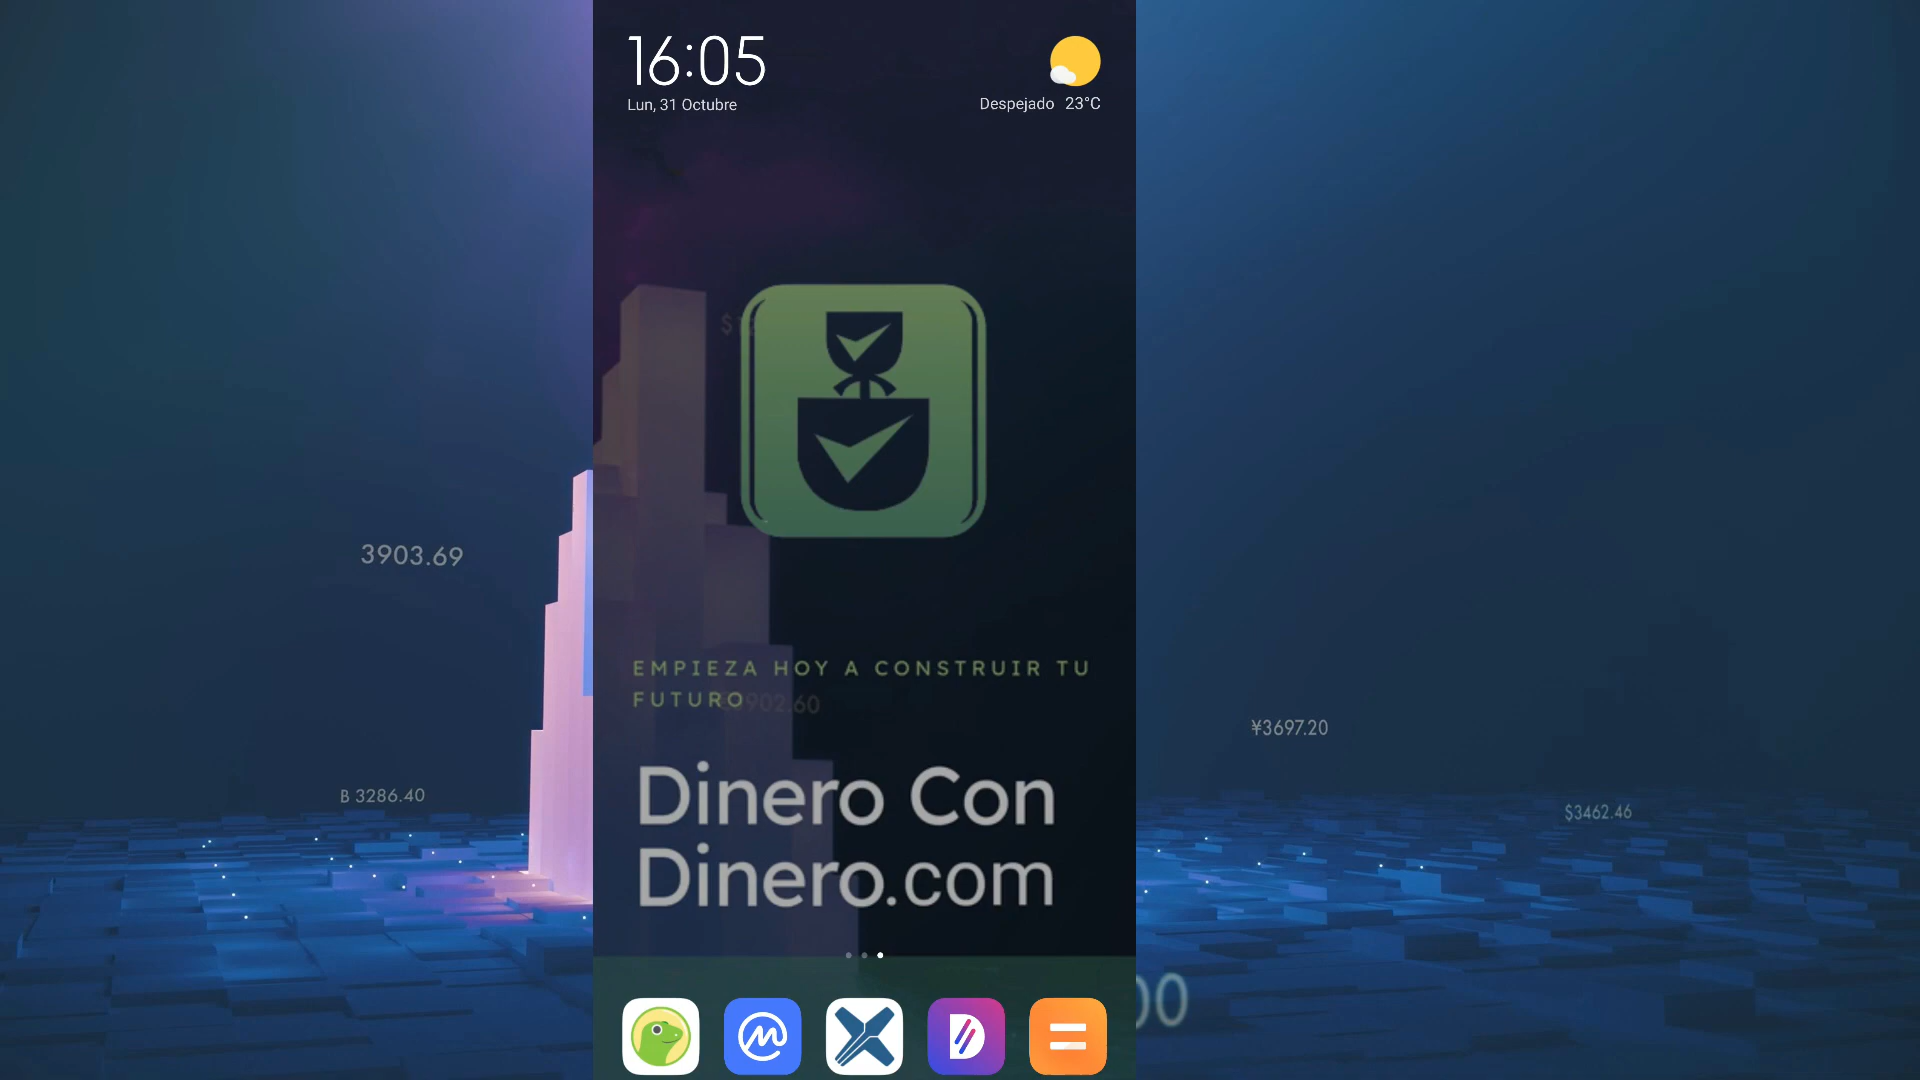 16:05
Lun, 31 Octubre
Despejado 23°C
EMPIEZA HOY A CONSTRUIR TU
FUTURO
Dinero Con
Dinero.com
3903.69
B 3286.40
¥3697.20
$3462.46